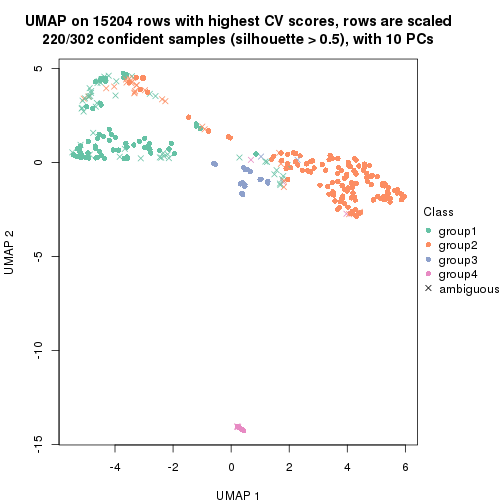 UMAP on 15204 rows with highest CV scores, rows are scaled
220/302 confident samples (silhouette > 0.5), with 10 PCs
5
0
-5
-10
-15
UMAP 2
-4
-2
0
2
4
6
UMAP 1
Class
group1
group2
group3
group4
ambiguous